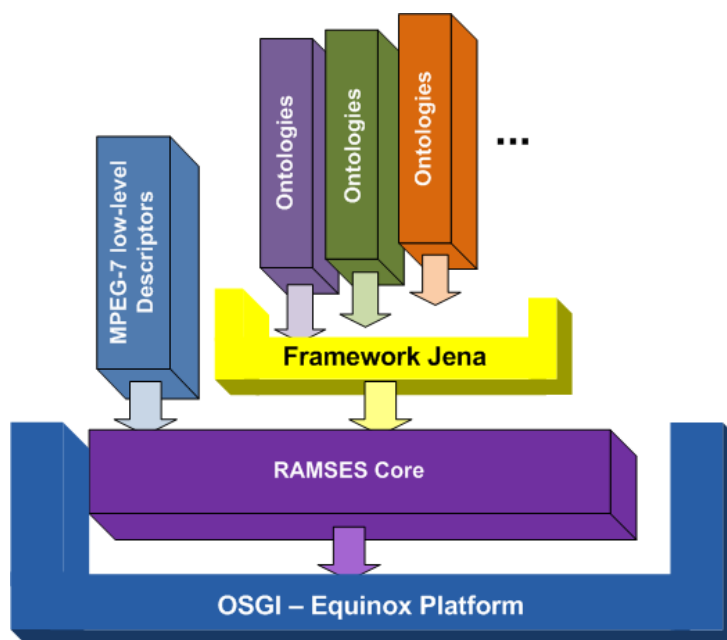 Ontologies
Ontologies
Ontologies
...
MPEG-7 low-level
Descriptors
Framework Jena
RAMSES Core
OSGI – Equinox Platform